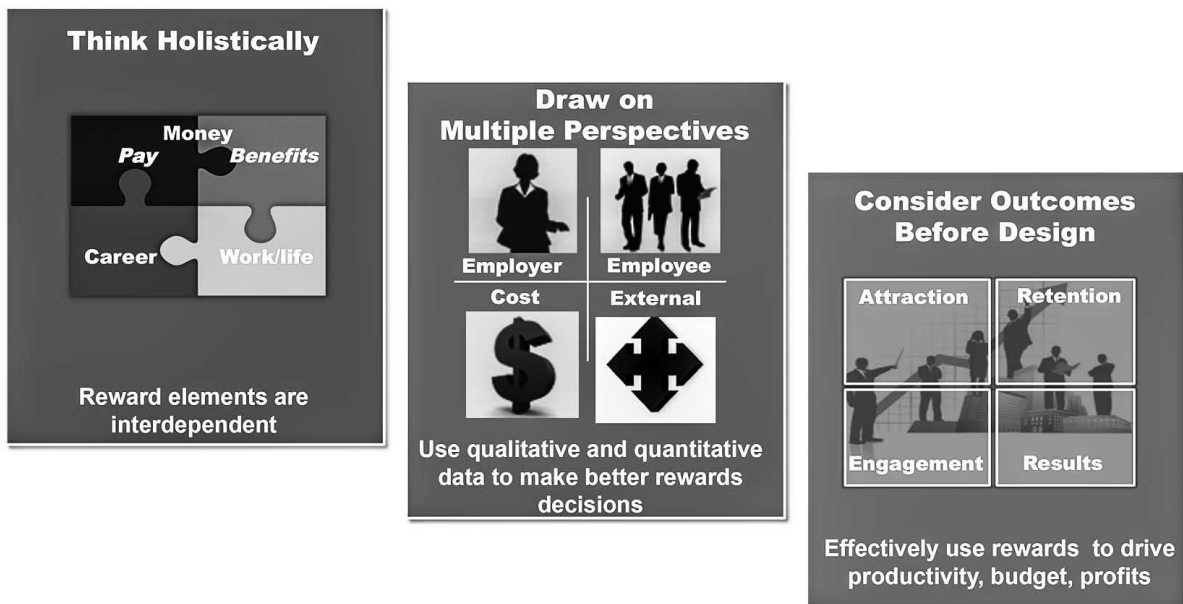 Think Holistically
Money
Pay Benefits
Career Work/life
Reward elements are
interdependent
Draw on
Multiple Perspectives
Employer Employee
Cost External
Use qualitative and quantitative
data to make better rewards
decisions
Consider Outcomes
Before Design
Attraction Retention
Engagement Results
Effectively use rewards to drive
productivity, budget, profits